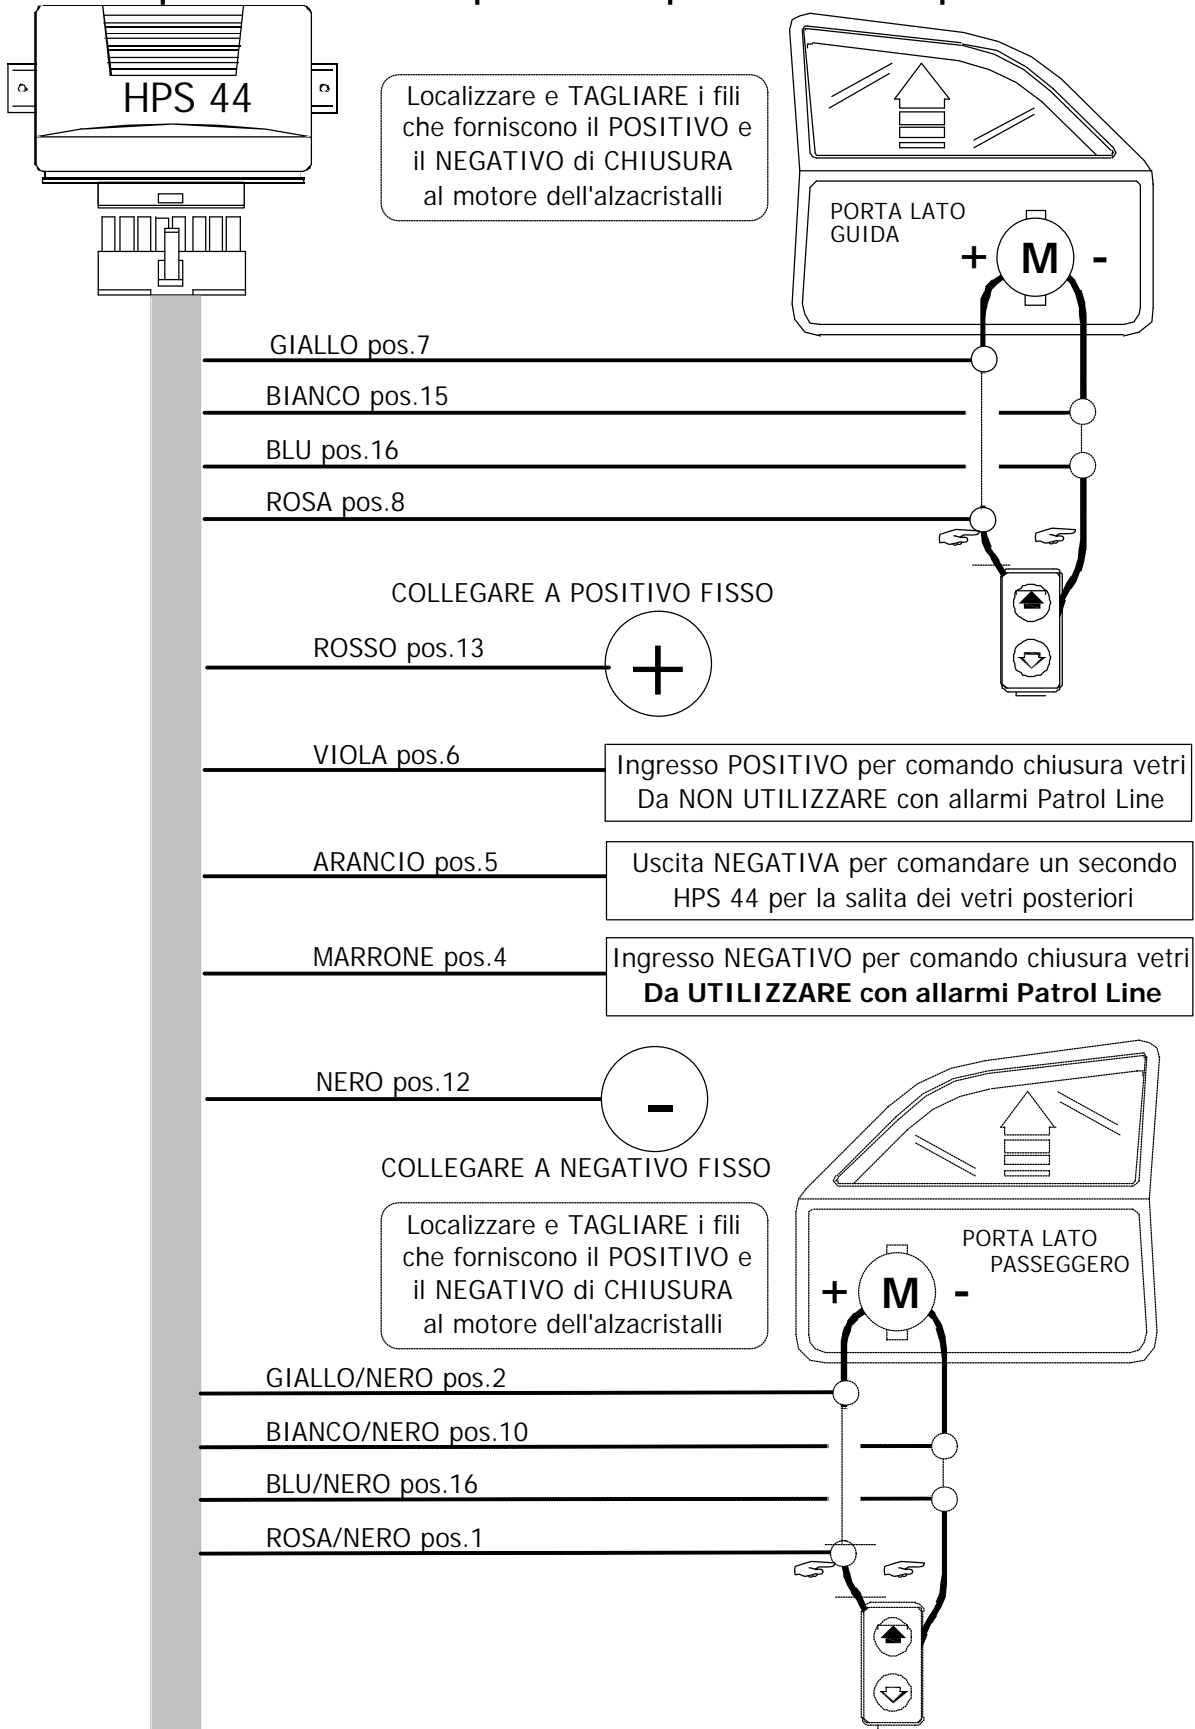 HPS 44
Localizzare e TAGLIARE i fili
che forniscono il POSITIVO e
il NEGATIVO di CHIUSURA
al motore dell'alzacristalli
PORTA LATO
GUIDA
+ M -
GIALLO pos.7
BIANCO pos.15
BLU pos.16
ROSA pos.8
COLLEGARE A POSITIVO FISSO
ROSSO pos.13
+
VIOLA pos.6
Ingresso POSITIVO per comando chiusura vetri
Da NON UTILIZZARE con allarmi Patrol Line
ARANCIO pos.5
Uscita NEGATIVA per comandare un secondo
HPS 44 per la salita dei vetri posteriori
MARRONE pos.4
Ingresso NEGATIVO per comando chiusura vetri
Da UTILIZZARE con allarmi Patrol Line
NERO pos.12
-
COLLEGARE A NEGATIVO FISSO
Localizzare e TAGLIARE i fili
che forniscono il POSITIVO e
il NEGATIVO di CHIUSURA
al motore dell'alzacristalli
PORTA LATO
PASSEGGERO
+ M -
GIALLO/NERO pos.2
BIANCO/NERO pos.10
BLU/NERO pos.16
ROSA/NERO pos.1